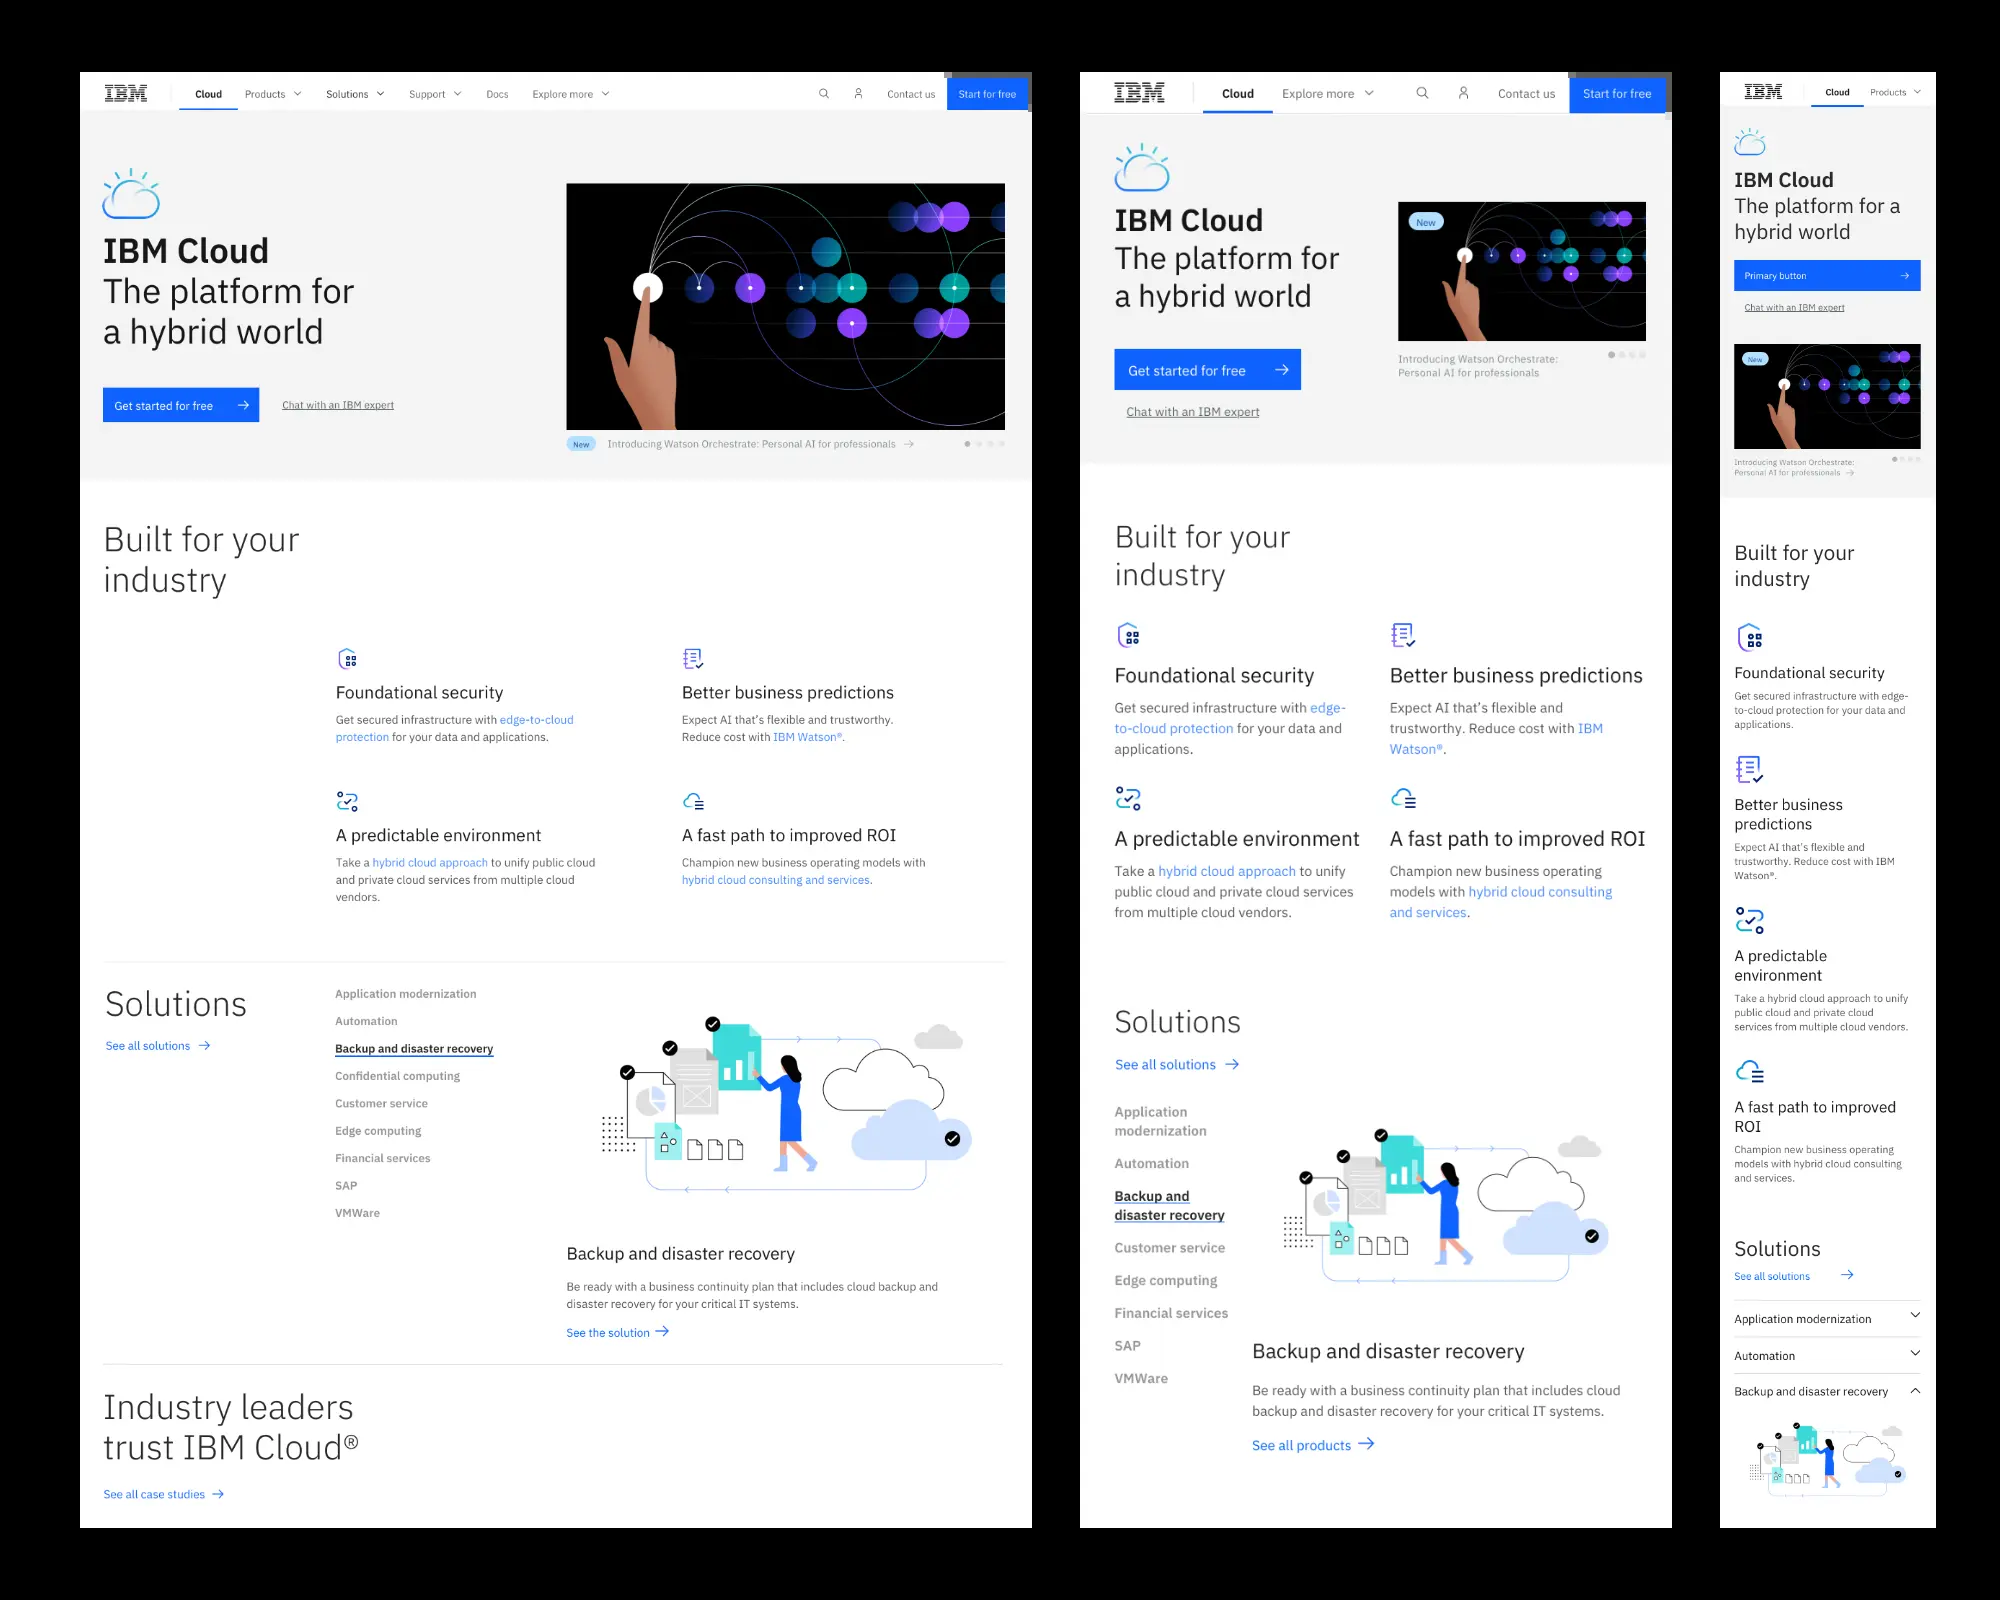 IBM
Cloud
Products
Solutions
Support
Docs
Explore more
Contact us
Start for free
IBM Cloud
The platform for
a hybrid world
Get started for free
Chat with an IBM expert
New
Introducing Watson Orchestrate: Personal AI for professionals
Built for your
industry
Foundational security
Get secured infrastructure with edge-to-cloud
protection for your data and applications.
Better business predictions
Expect AI that's flexible and trustworthy.
Reduce cost with IBM Watson®.
A predictable environment
Take a hybrid cloud approach to unify public cloud
and private cloud services from multiple cloud
vendors.
A fast path to improved ROI
Champion new business operating models with
hybrid cloud consulting and services.
Solutions
See all solutions
Application modernization
Automation
Backup and disaster recovery
Confidential computing
Customer service
Edge computing
Financial services
SAP
VMWare
Backup and disaster recovery
Be ready with a business continuity plan that includes cloud backup and
disaster recovery for your critical IT systems.
See the solution
Industry leaders
trust IBM Cloud®
See all case studies
IBM
Cloud
Explore more
Contact us
Start for free
IBM Cloud
The platform for
a hybrid world
Get started for free
Chat with an IBM expert
New
Introducing Watson Orchestrate:
Personal AI for professionals
Built for your
industry
Foundational security
Get secured infrastructure with edge-
to-cloud protection for your data and
applications.
Better business predictions
Expect AI that's flexible and
trustworthy. Reduce cost with IBM
Watson®.
A predictable environment
Take a hybrid cloud approach to unify
public cloud and private cloud services
from multiple cloud vendors.
A fast path to improved ROI
Champion new business operating
models with hybrid cloud consulting
and services.
Solutions
See all solutions
Application
modernization
Automation
Backup and
disaster recovery
Customer service
Edge computing
Financial services
SAP
VMWare
Backup and disaster recovery
Be ready with a business continuity plan that includes cloud
backup and disaster recovery for your critical IT systems.
See all products
IBM
Cloud
Products
IBM Cloud
The platform for a
hybrid world
Primary button
Chat with an IBM expert
New
Introducing Watson Orchestrate:
Personal AI for professionals
Built for your
industry
Foundational security
Get secured infrastructure with edge-
to-cloud protection for your data and
applications.
Better business
predictions
Expect AI that's flexible and
trustworthy. Reduce cost with IBM
Watson®.
A predictable
environment
Take a hybrid cloud approach to unify
public cloud and private cloud
services from multiple cloud vendors.
A fast path to improved
ROI
Champion new business operating
models with hybrid cloud consulting
and services.
Solutions
See all solutions
Application modernization
Automation
Backup and disaster recovery